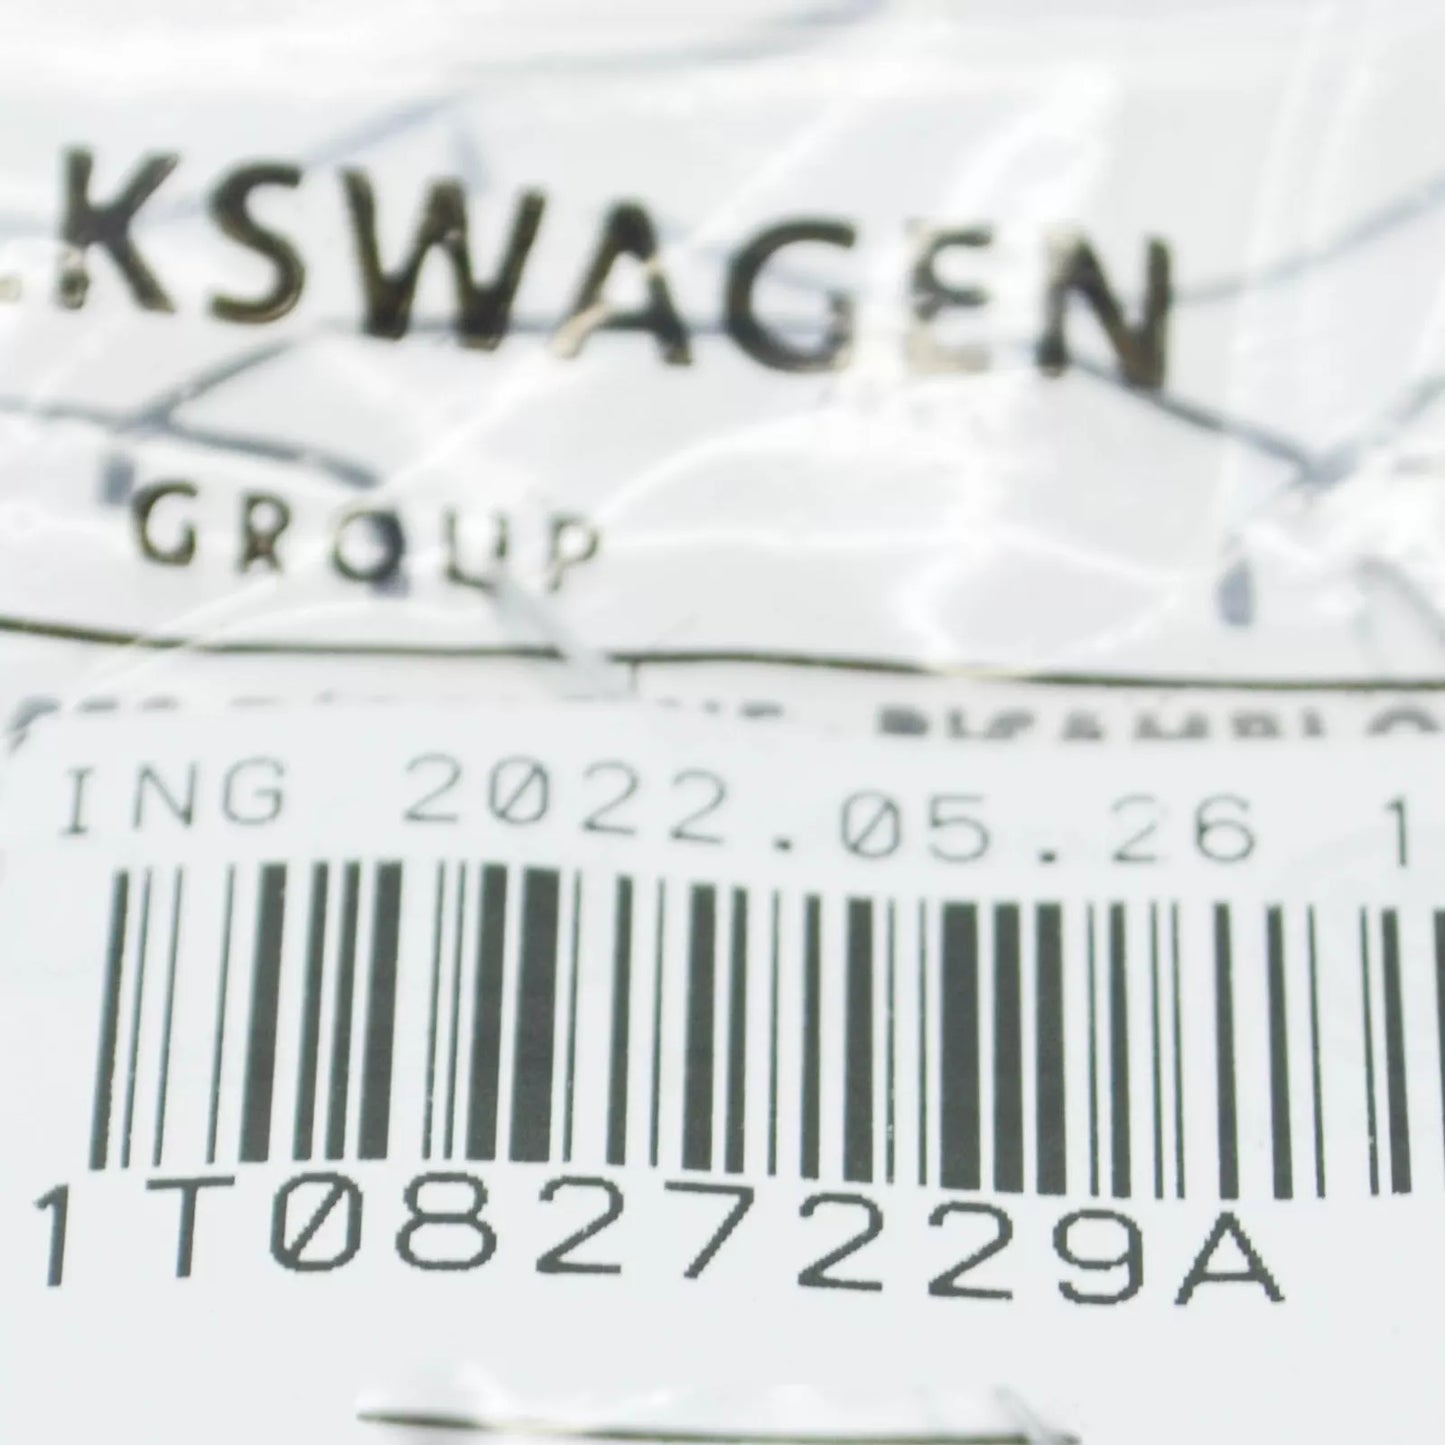 KSWAGEN
GROUP
ING 2022.05.26 1
1T0827229A